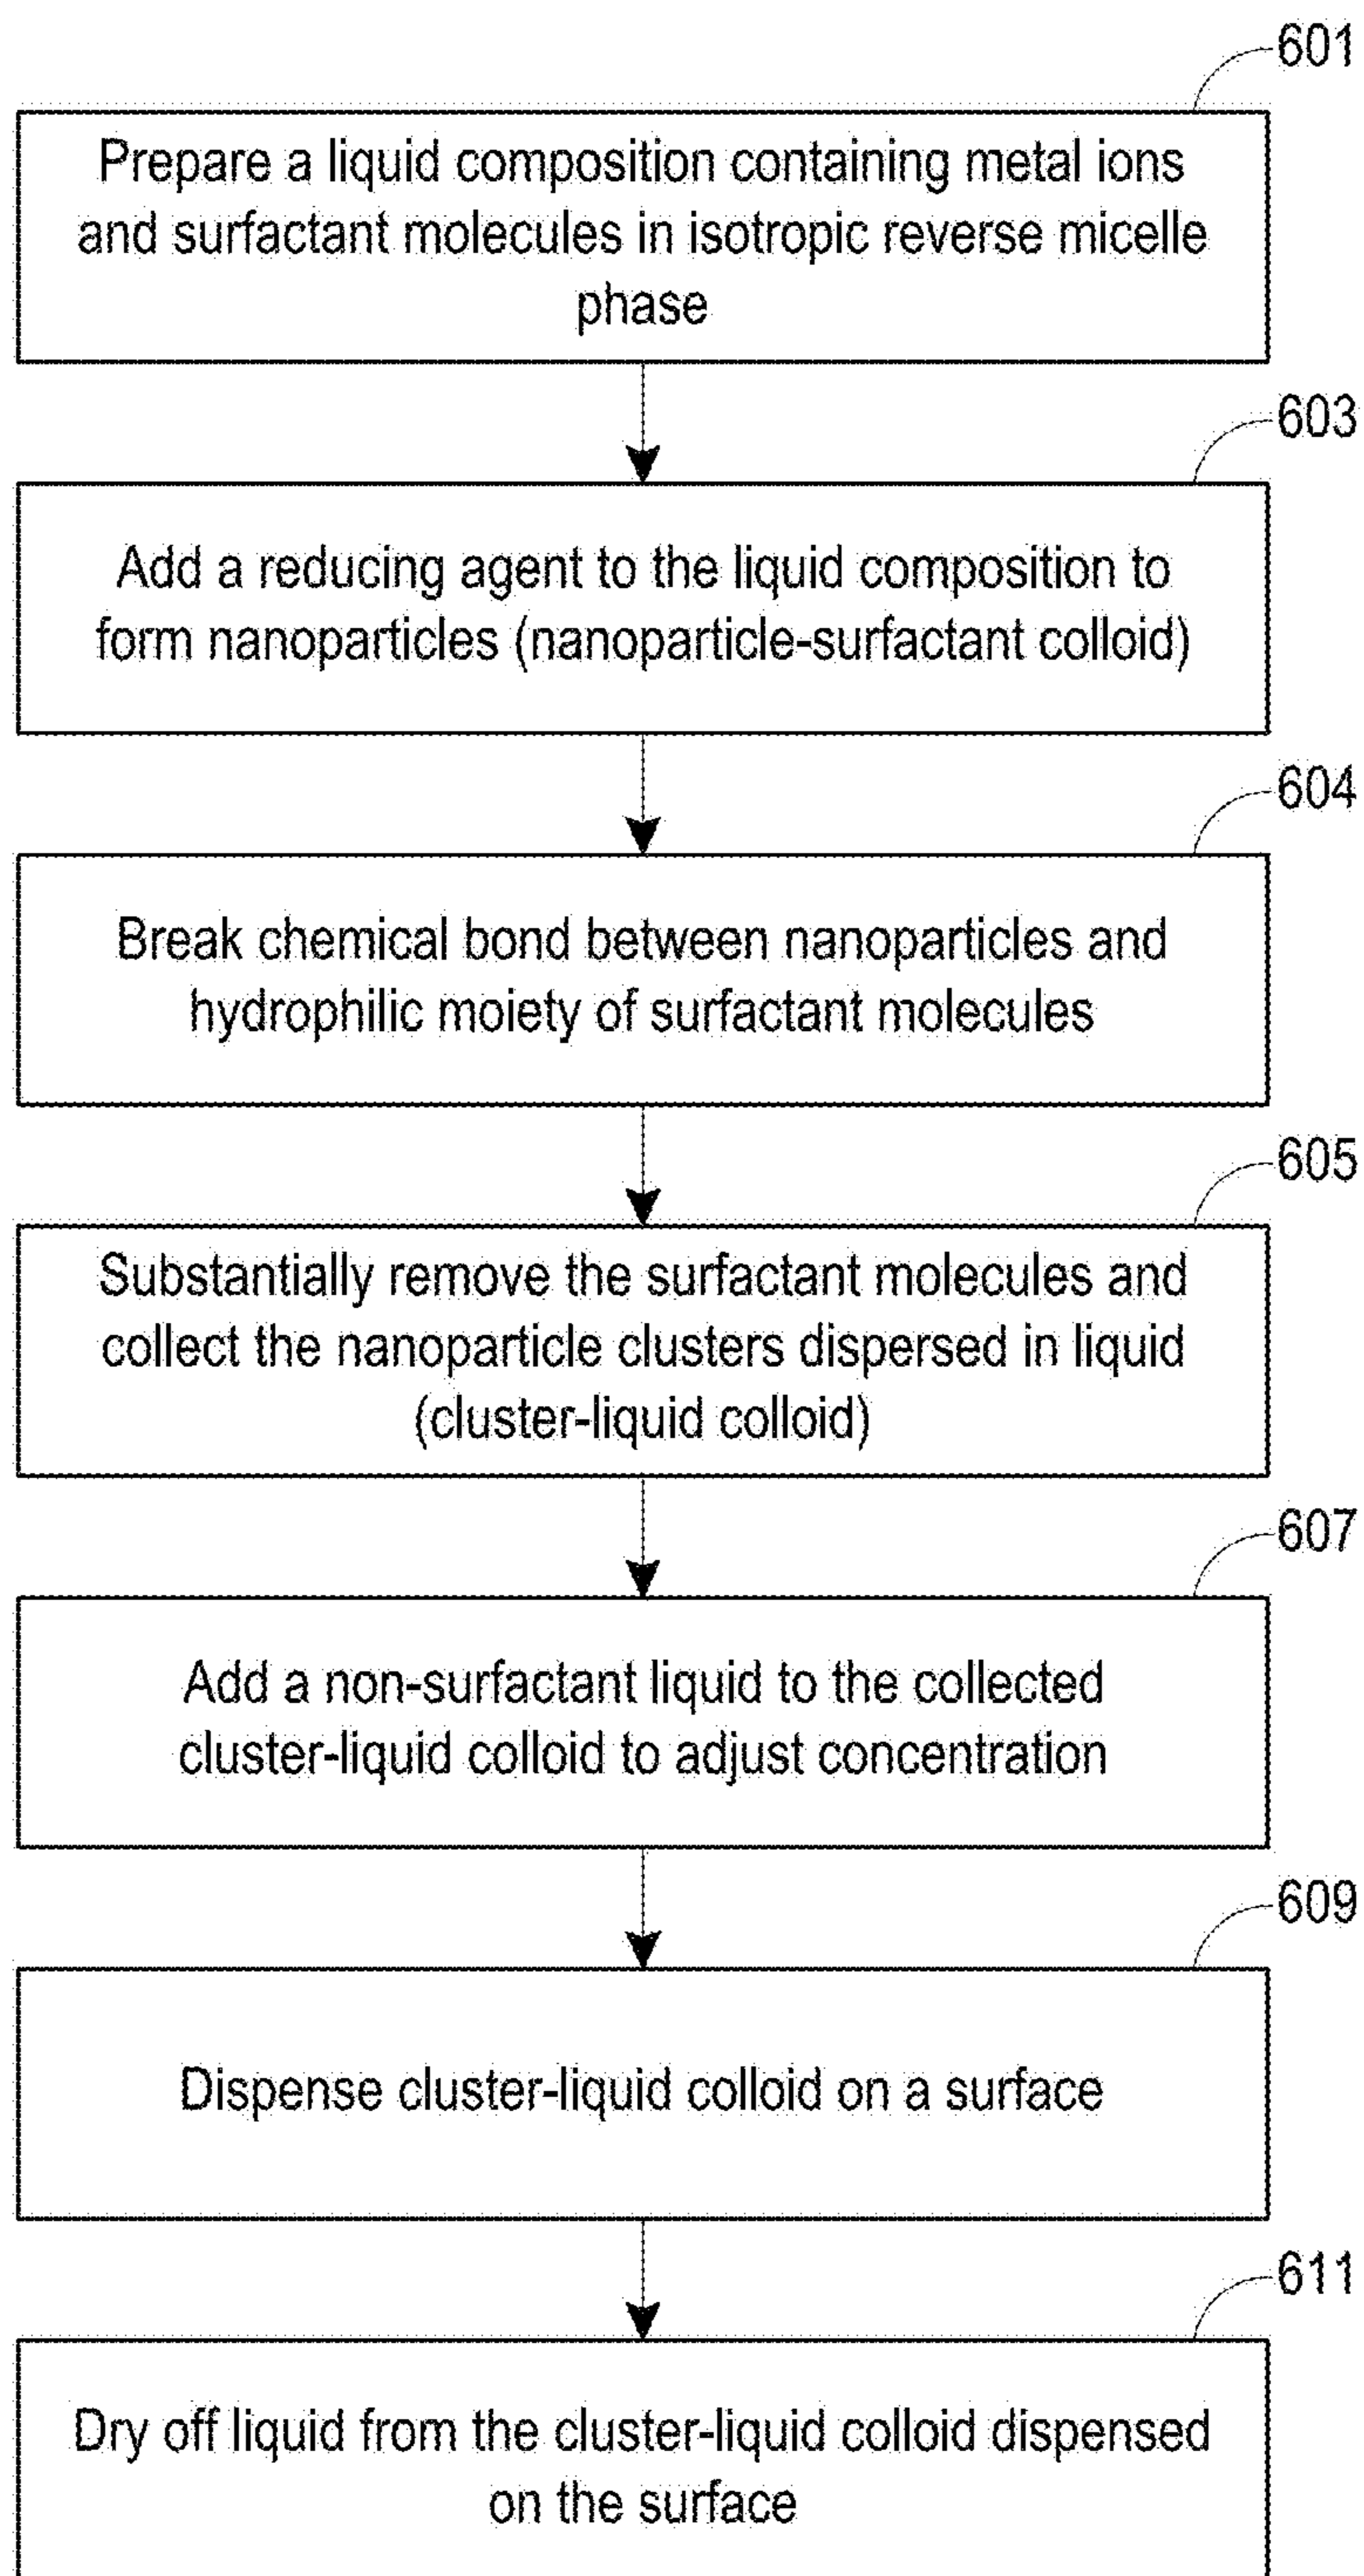 601
Prepare a liquid composition containing metal ions
and surfactant molecules in isotropic reverse micelle
phase
603
Add a reducing agent to the liquid composition to
form nanoparticles (nanoparticle-surfactant colloid)
604
Break chemical bond between nanoparticles and
hydrophilic moiety of surfactant molecules
605
Substantially remove the surfactant molecules and
collect the nanoparticle clusters dispersed in liquid
(cluster-liquid colloid)
607
Add a non-surfactant liquid to the collected
cluster-liquid colloid to adjust concentration
609
Dispense cluster-liquid colloid on a surface
611
Dry off liquid from the cluster-liquid colloid dispensed
on the surface